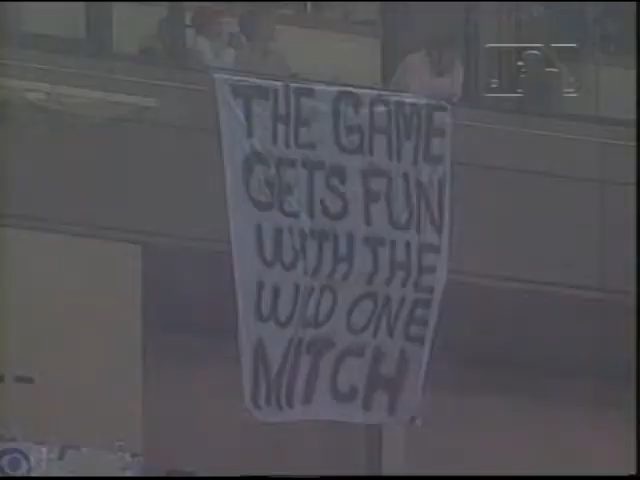 THE GAME
GETS FUN
WITH THE
WILD ONE
MITCH